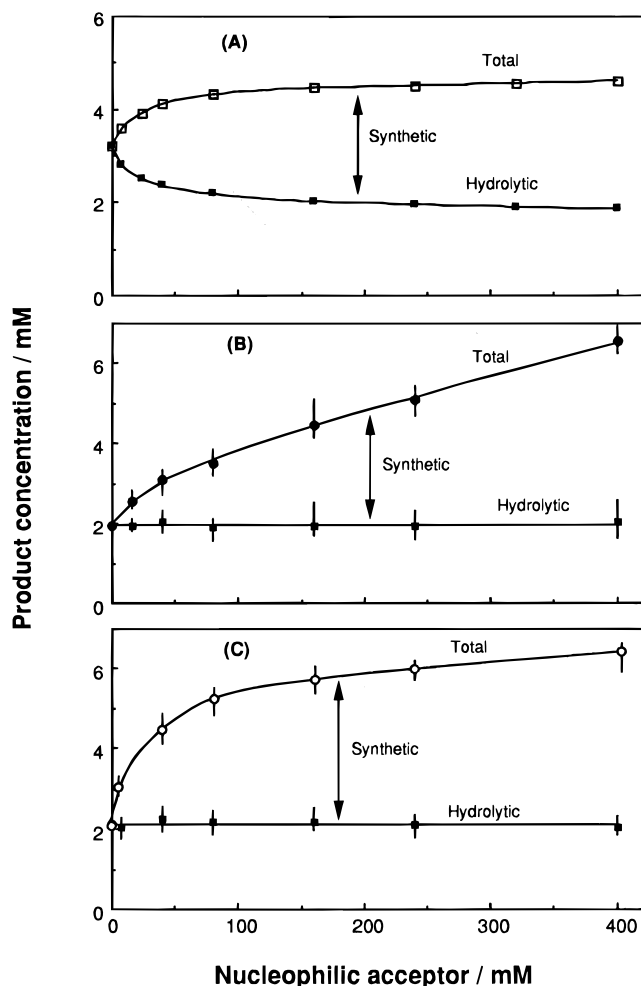 6
(A)
Total
4
Synthetic
Hydrolytic
2
0
(B)
Total
6
4
Synthetic
Hydrolytic
2
0
(C)
Total
6
Synthetic
4
Hydrolytic
2
0
0 100 200 300 400
Product concentration / mM
Nucleophilic acceptor / mM